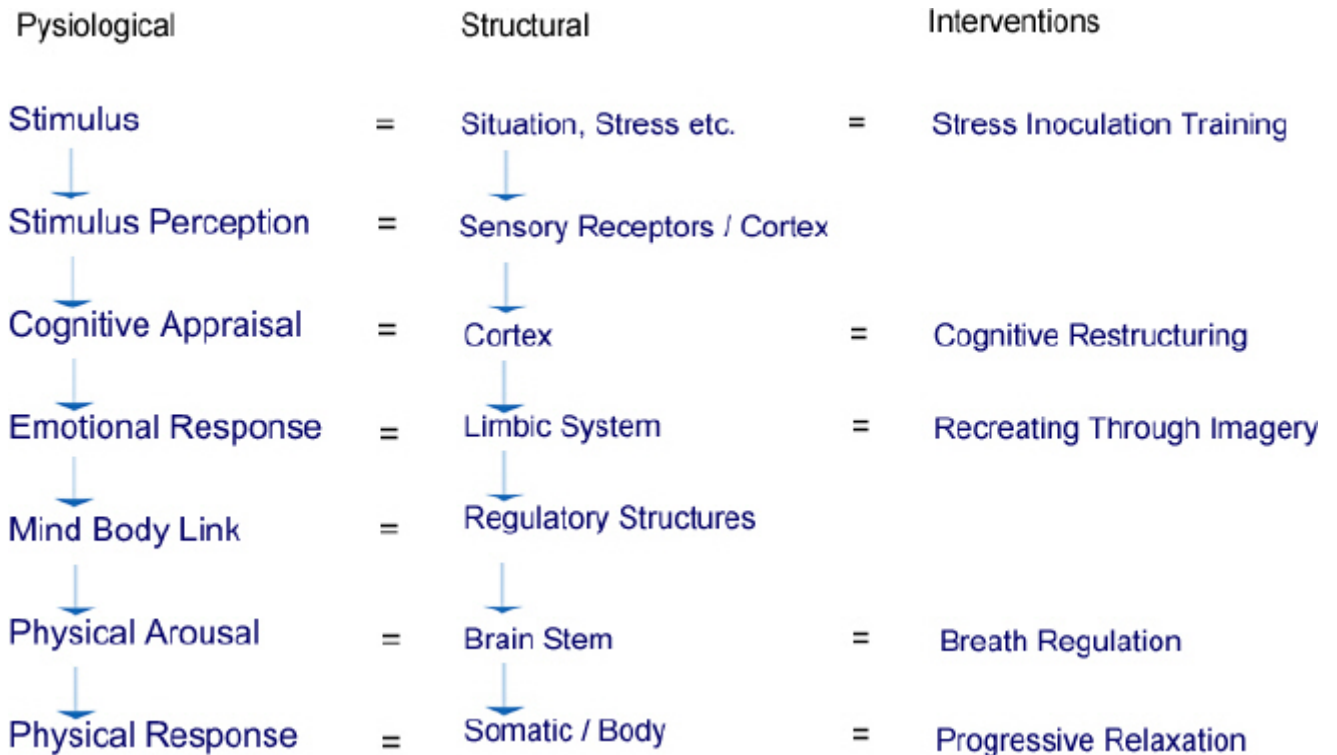 Pysiological Structural Interventions
Stimulus = Situation, Stress etc. = Stress Inoculation Training
Stimulus Perception = Sensory Receptors / Cortex
Cognitive Appraisal = Cortex = Cognitive Restructuring
Emotional Response = Limbic System = Recreating Through Imagery
Mind Body Link = Regulatory Structures
Physical Arousal = Brain Stem = Breath Regulation
Physical Response = Somatic / Body = Progressive Relaxation